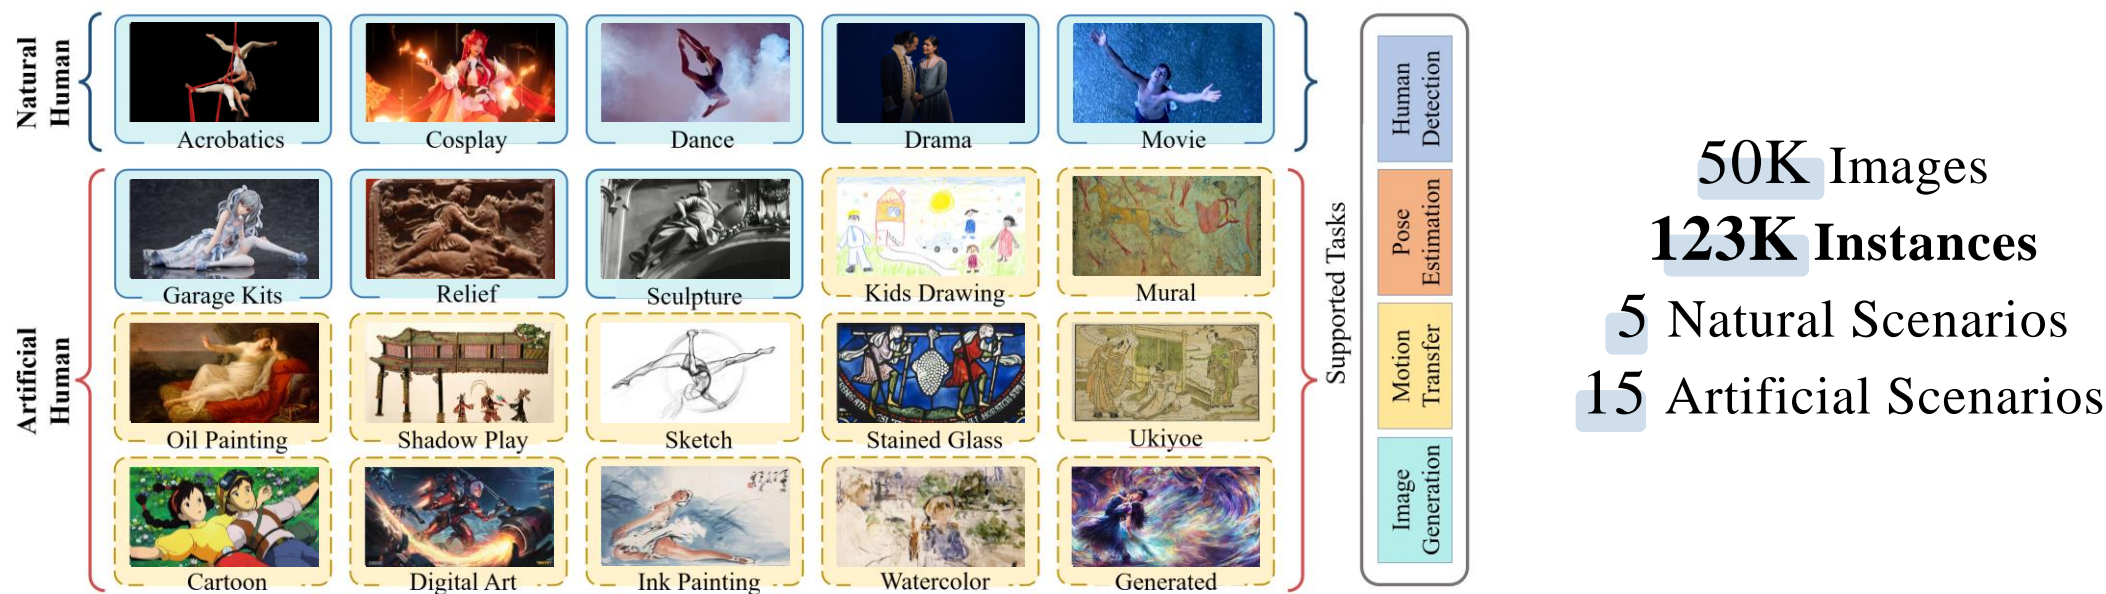 Natural
Human
Acrobatics
Cosplay
Dance
Drama
Movie
Artificial
Human
Garage Kits
Relief
Sculpture
Kids Drawing
Mural
Oil Painting
Shadow Play
Sketch
Stained Glass
Ukiyoe
Cartoon
Digital Art
Ink Painting
Watercolor
Generated
Supported Tasks
Human
Detection
Pose
Estimation
Motion
Transfer
Image
Generation
50K Images
123K Instances
5 Natural Scenarios
15 Artificial Scenarios